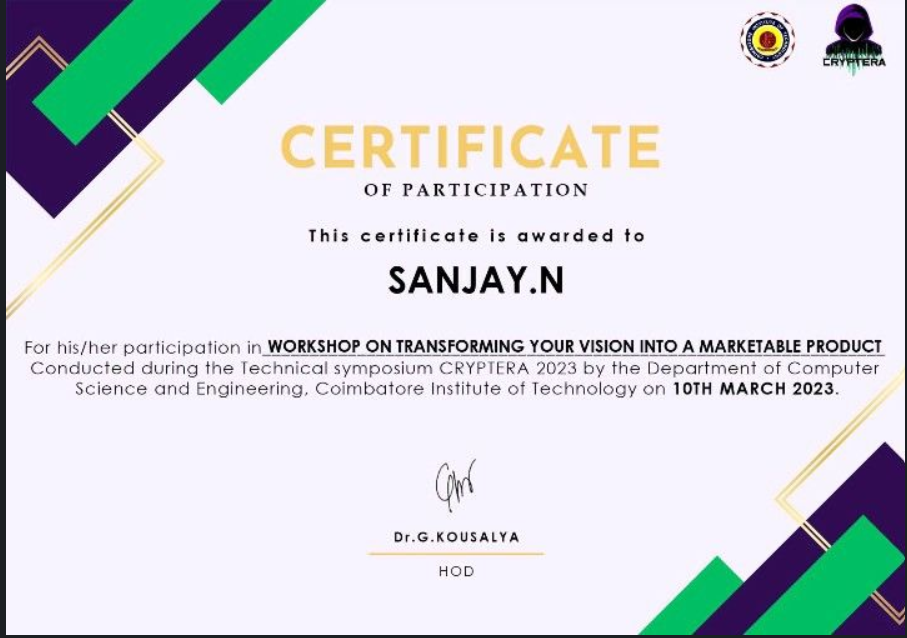 CRYPTERA
CERTIFICATE
OF PARTICIPATION
This certificate is awarded to
SANJAY.N
For his/her participation in WORKSHOP ON TRANSFORMING YOUR VISION INTO A MARKETABLE PRODUCT
Conducted during the Technical symposium CRYPTERA 2023 by the Department of Computer
Science and Engineering, Coimbatore Institute of Technology on 10TH MARCH 2023.
Dr.G.KOUSALYA
HOD